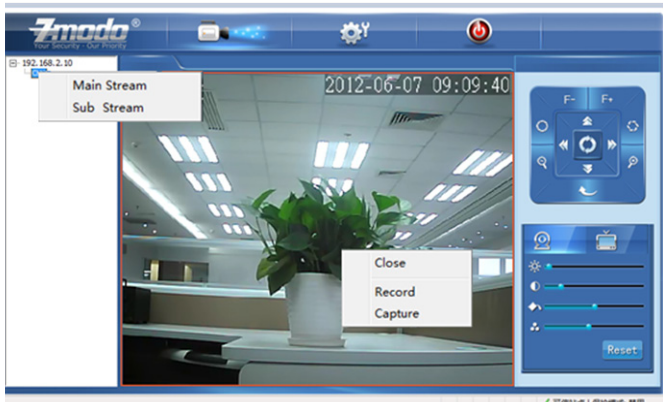 Zmodo®
Your Security · Our Priority
192.168.2.10
Main Stream
Sub Stream
2012-06-07 09:09:40
F- F+
Close
Record
Capture
Reset